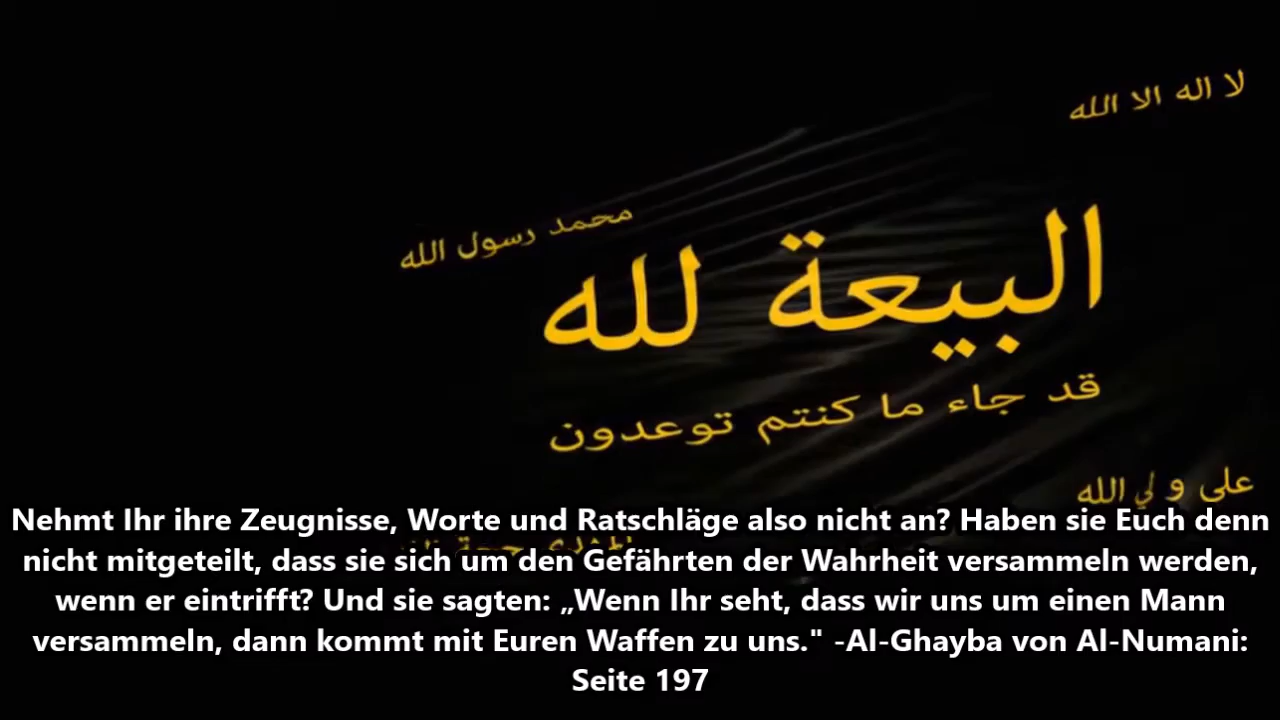 لا اله الا الله
محمد رسول الله
البيعة لله
قد جاء ما كنتم توعدون
على و لي الله
Nehmt Ihr ihre Zeugnisse, Worte und Ratschläge also nicht an? Haben sie Euch denn
nicht mitgeteilt, dass sie sich um den Gefährten der Wahrheit versammeln werden,
wenn er eintrifft? Und sie sagten: „Wenn Ihr seht, dass wir uns um einen Mann
versammeln, dann kommt mit Euren Waffen zu uns." -Al-Ghayba von Al-Numani:
Seite 197